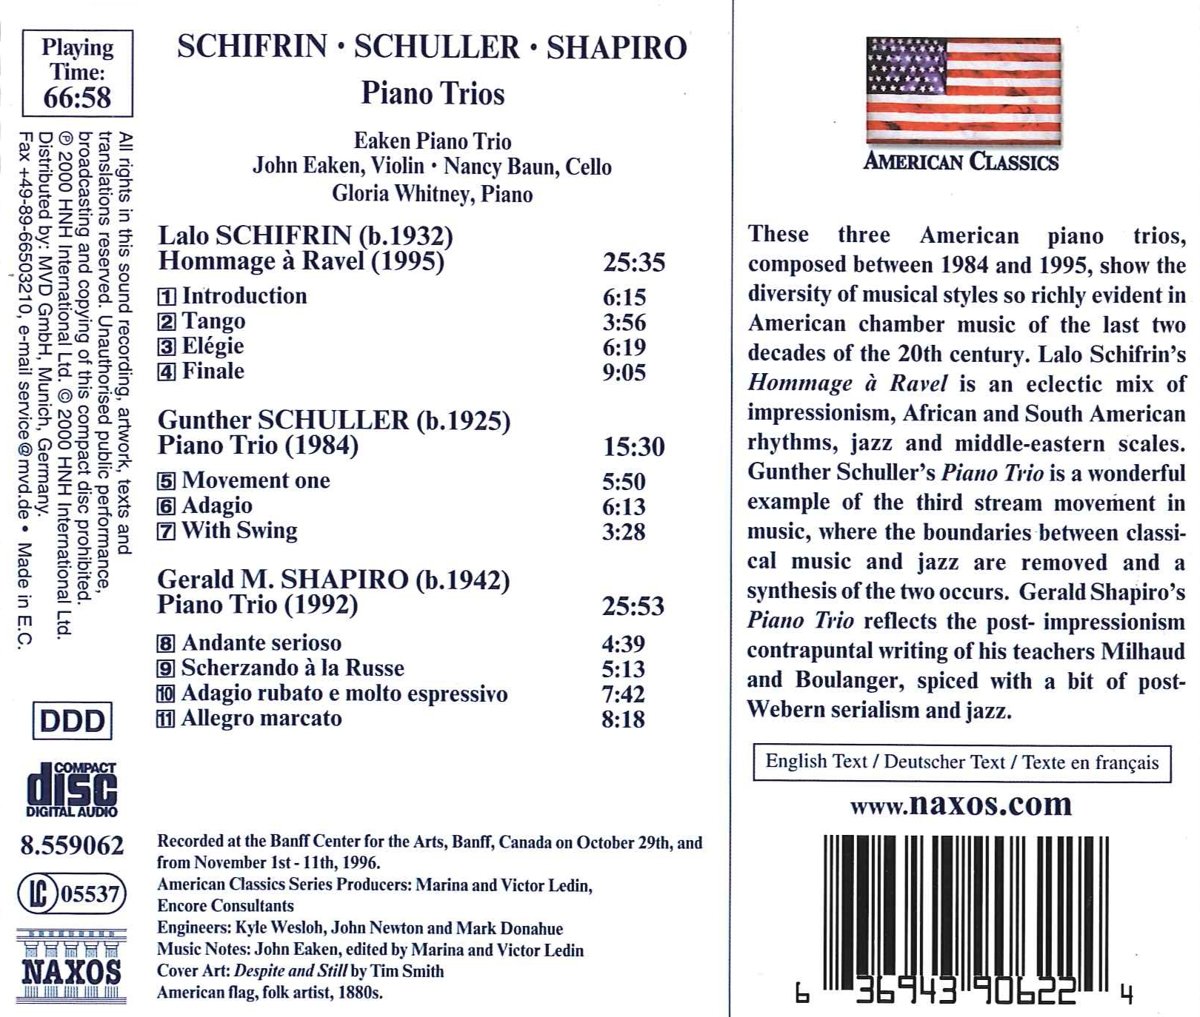 Playing
Time:
66:58
All rights in this sound recording, artwork, texts and
translations reserved. Unauthorised public performance,
broadcasting and copying of this compact disc prohibited.
℗ 2000 HNH International Ltd. © 2000 HNH International Ltd.
Distributed by: MVD GmbH, Munich, Germany.
Fax +49-89-66503210, e-mail service@mvd.de • Made in E.C.
DDD
COMPACT
disc
DIGITAL AUDIO
8.559062
LC 05537
NAXOS
SCHIFRIN · SCHULLER · SHAPIRO
Piano Trios
Eaken Piano Trio
John Eaken, Violin · Nancy Baun, Cello
Gloria Whitney, Piano
Lalo SCHIFRIN (b.1932)
Hommage à Ravel (1995) 25:35
1 Introduction 6:15
2 Tango 3:56
3 Elégie 6:19
4 Finale 9:05
Gunther SCHULLER (b.1925)
Piano Trio (1984) 15:30
5 Movement one 5:50
6 Adagio 6:13
7 With Swing 3:28
Gerald M. SHAPIRO (b.1942)
Piano Trio (1992) 25:53
8 Andante serioso 4:39
9 Scherzando à la Russe 5:13
10 Adagio rubato e molto espressivo 7:42
11 Allegro marcato 8:18
Recorded at the Banff Center for the Arts, Banff, Canada on October 29th, and
from November 1st - 11th, 1996.
American Classics Series Producers: Marina and Victor Ledin,
Encore Consultants
Engineers: Kyle Wesloh, John Newton and Mark Donahue
Music Notes: John Eaken, edited by Marina and Victor Ledin
Cover Art: Despite and Still by Tim Smith
American flag, folk artist, 1880s.
AMERICAN CLASSICS
These three American piano trios,
composed between 1984 and 1995, show the
diversity of musical styles so richly evident in
American chamber music of the last two
decades of the 20th century. Lalo Schifrin's
Hommage à Ravel is an eclectic mix of
impressionism, African and South American
rhythms, jazz and middle-eastern scales.
Gunther Schuller's Piano Trio is a wonderful
example of the third stream movement in
music, where the boundaries between classi-
cal music and jazz are removed and a
synthesis of the two occurs. Gerald Shapiro's
Piano Trio reflects the post- impressionism
contrapuntal writing of his teachers Milhaud
and Boulanger, spiced with a bit of post-
Webern serialism and jazz.
English Text / Deutscher Text / Texte en français
www.naxos.com
6 36943 90622 4